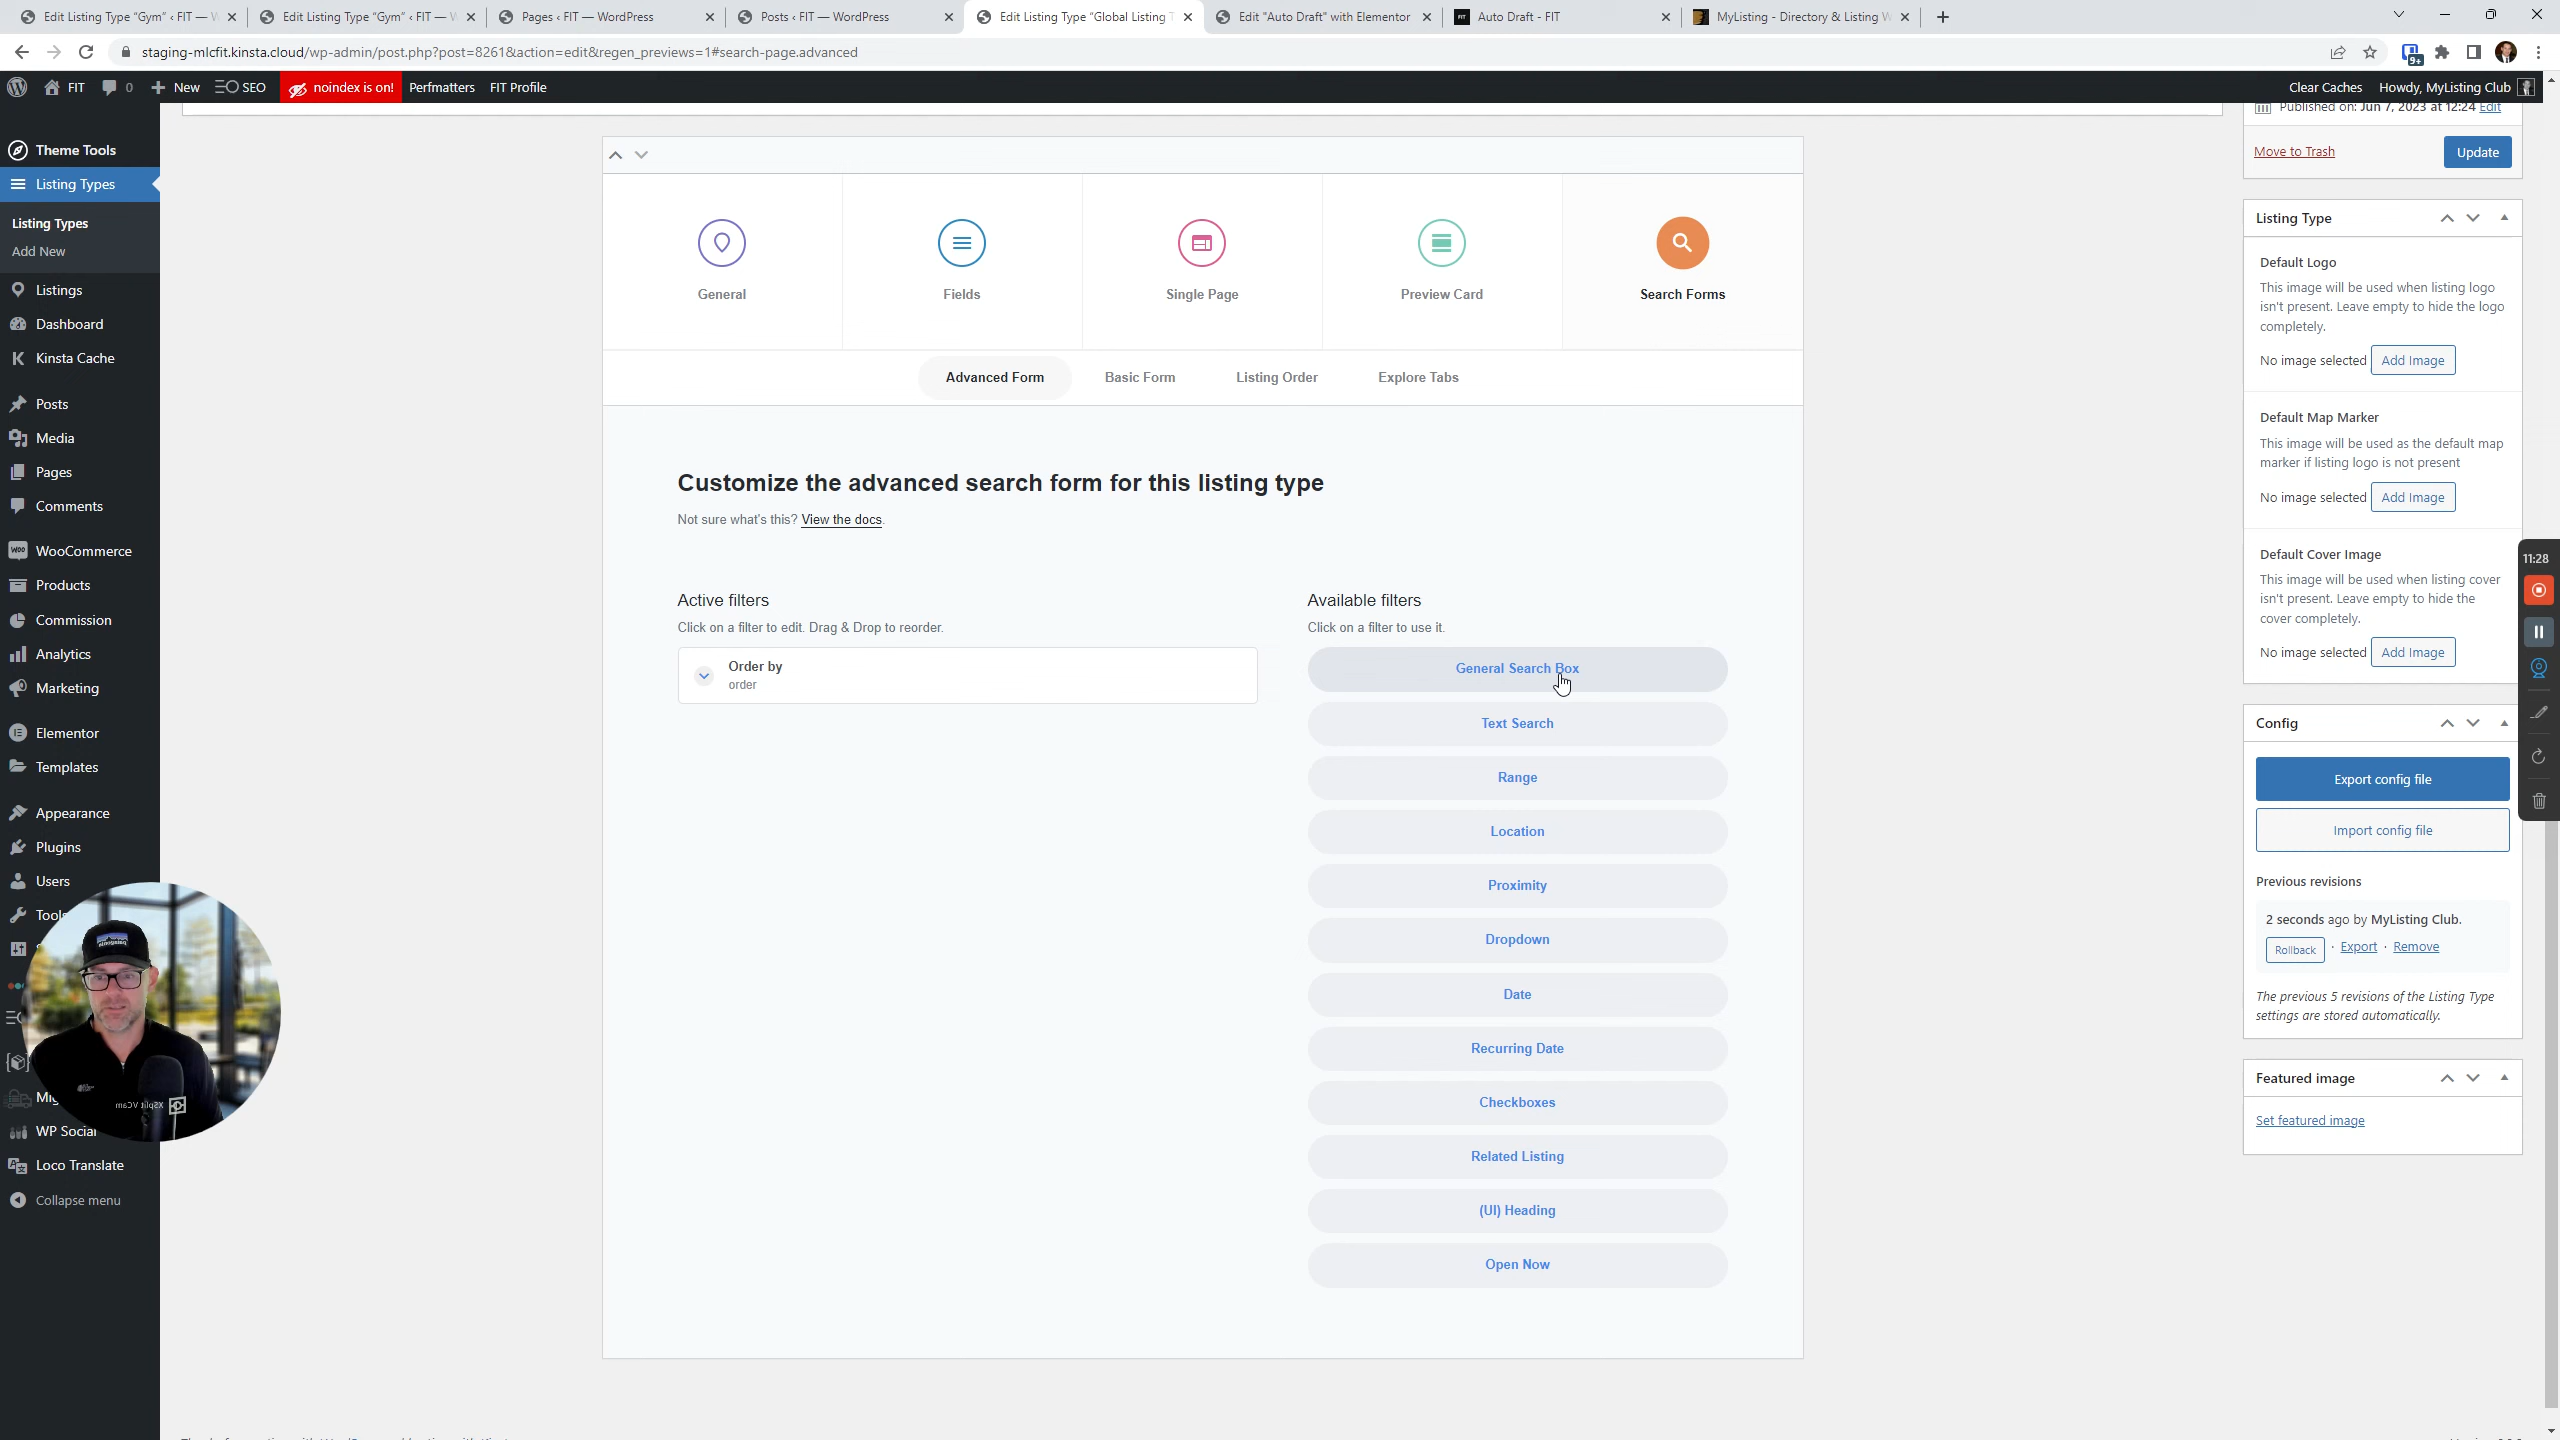 Edit Listing Type "Gym" ‹ FIT — W
Edit Listing Type "Gym" ‹ FIT — W
Pages ‹ FIT — WordPress
Posts ‹ FIT — WordPress
Edit Listing Type "Global Listing T
Edit "Auto Draft" with Elementor
Auto Draft - FIT
MyListing - Directory & Listing W
staging-mlcfit.kinsta.cloud/wp-admin/post.php?post=8261&action=edit&regen_previews=1#search-page.advanced
9+
FIT
0
New
SEO
noindex is on!
Perfmatters
FIT Profile
Clear Caches
Howdy, MyListing Club
Theme Tools
Listing Types
Listing Types
Add New
Listings
Dashboard
Kinsta Cache
Posts
Media
Pages
Comments
WooCommerce
Products
Commission
Analytics
Marketing
Elementor
Templates
Appearance
Plugins
Users
Tools
WP Social
Loco Translate
Collapse menu
General
Fields
Single Page
Preview Card
Search Forms
Advanced Form
Basic Form
Listing Order
Explore Tabs
Customize the advanced search form for this listing type
Not sure what's this? View the docs.
Active filters
Click on a filter to edit. Drag & Drop to reorder.
Order by
order
Available filters
Click on a filter to use it.
General Search Box
Text Search
Range
Location
Proximity
Dropdown
Date
Recurring Date
Checkboxes
Related Listing
(UI) Heading
Open Now
Published on: Jun 7, 2023 at 12:24 Edit
Move to Trash
Update
Listing Type
Default Logo
This image will be used when listing logo
isn't present. Leave empty to hide the logo
completely.
No image selected Add Image
Default Map Marker
This image will be used as the default map
marker if listing logo is not present
No image selected Add Image
Default Cover Image
This image will be used when listing cover
isn't present. Leave empty to hide the
cover completely.
No image selected Add Image
Config
Export config file
Import config file
Previous revisions
2 seconds ago by MyListing Club.
Rollback · Export · Remove
The previous 5 revisions of the Listing Type
settings are stored automatically.
Featured image
Set featured image
11:28
XSplit VCam